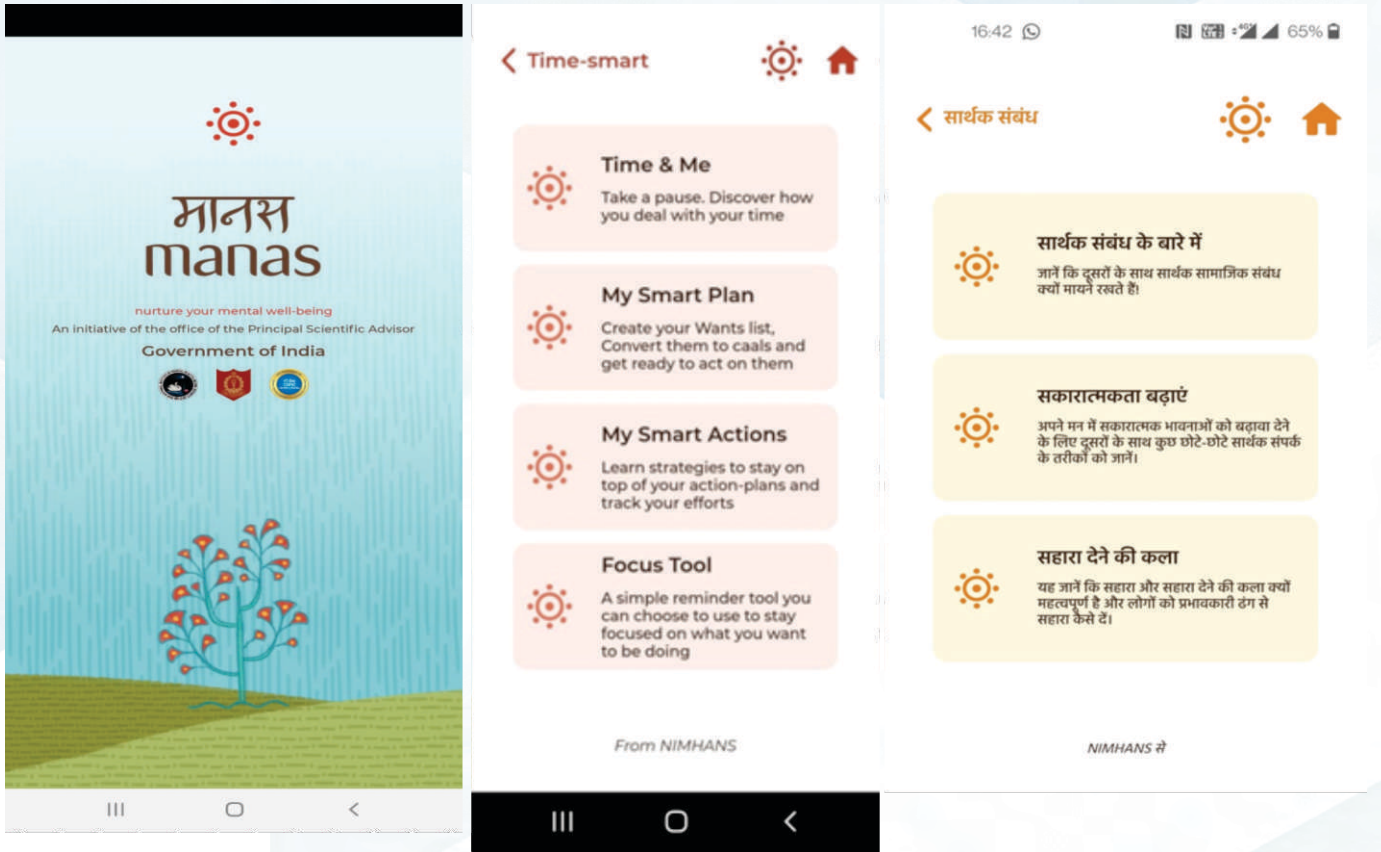 मानस
manas
nurture your mental well-being
An initiative of the office of the Principal Scientific Advisor
Government of India
Time-smart
Time & Me
Take a pause. Discover how
you deal with your time
My Smart Plan
Create your Wants list,
Convert them to caals and
get ready to act on them
My Smart Actions
Learn strategies to stay on
top of your action-plans and
track your efforts
Focus Tool
A simple reminder tool you
can choose to use to stay
focused on what you want
to be doing
From NIMHANS
16:42 65%
सार्थक संबंध
सार्थक संबंध के बारे में
जानें कि दूसरों के साथ सार्थक सामाजिक संबंध
क्यों मायने रखते हैं!
सकारात्मकता बढ़ाएं
अपने मन में सकारात्मक भावनाओं को बढ़ावा देने
के लिए दूसरों के साथ कुछ छोटे-छोटे सार्थक संपर्क
के तरीकों को जानें।
सहारा देने की कला
यह जानें कि सहारा और सहारा देने की कला क्यों
महत्वपूर्ण है और लोगों को प्रभावकारी ढंग से
सहारा कैसे दें।
NIMHANS से